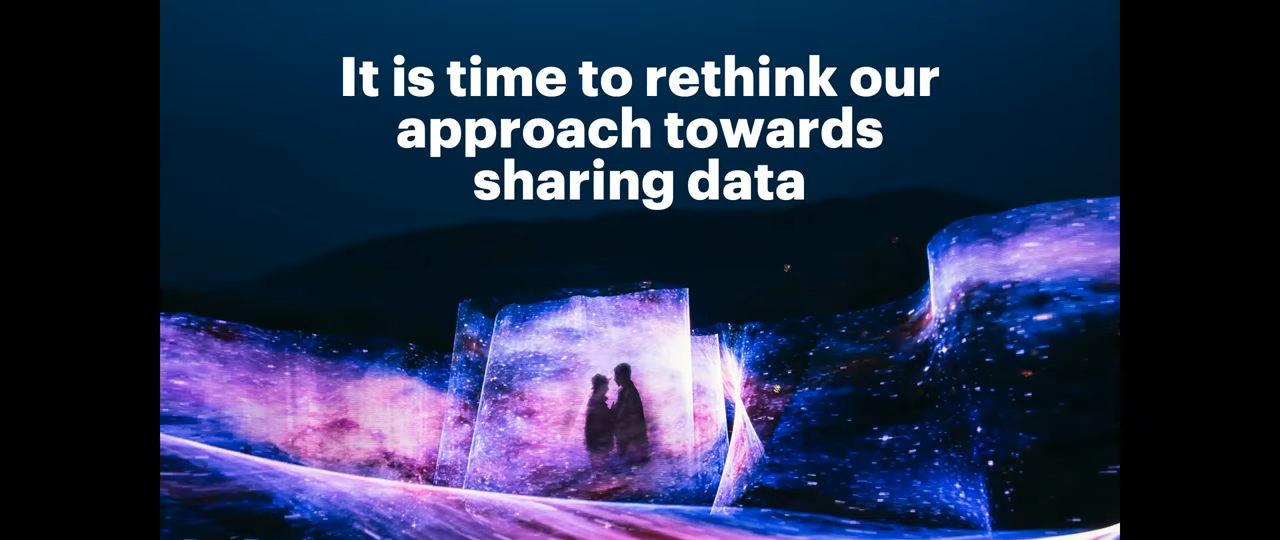 It is time to rethink our
approach towards
sharing data